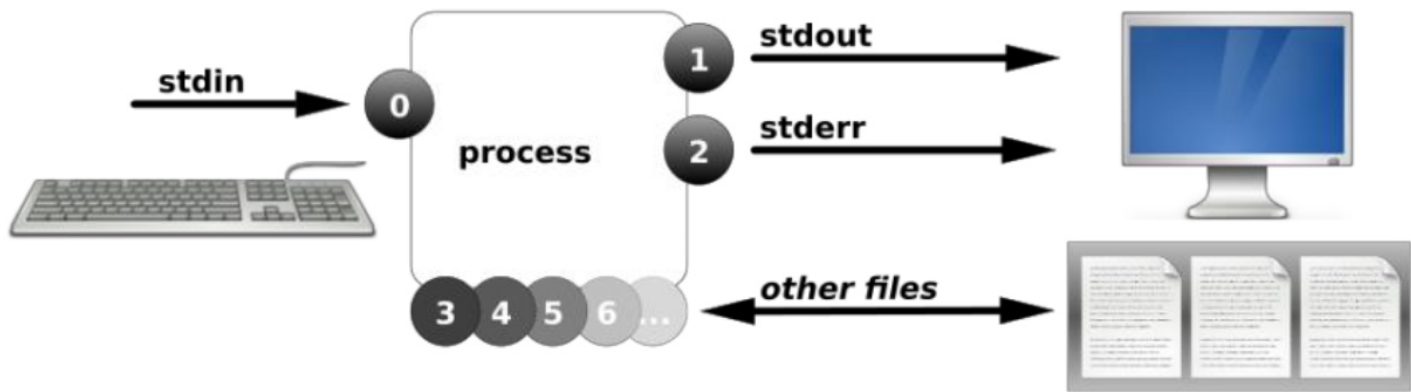 stdin
0
process
1
stdout
2
stderr
3 4 5 6 ...
other files